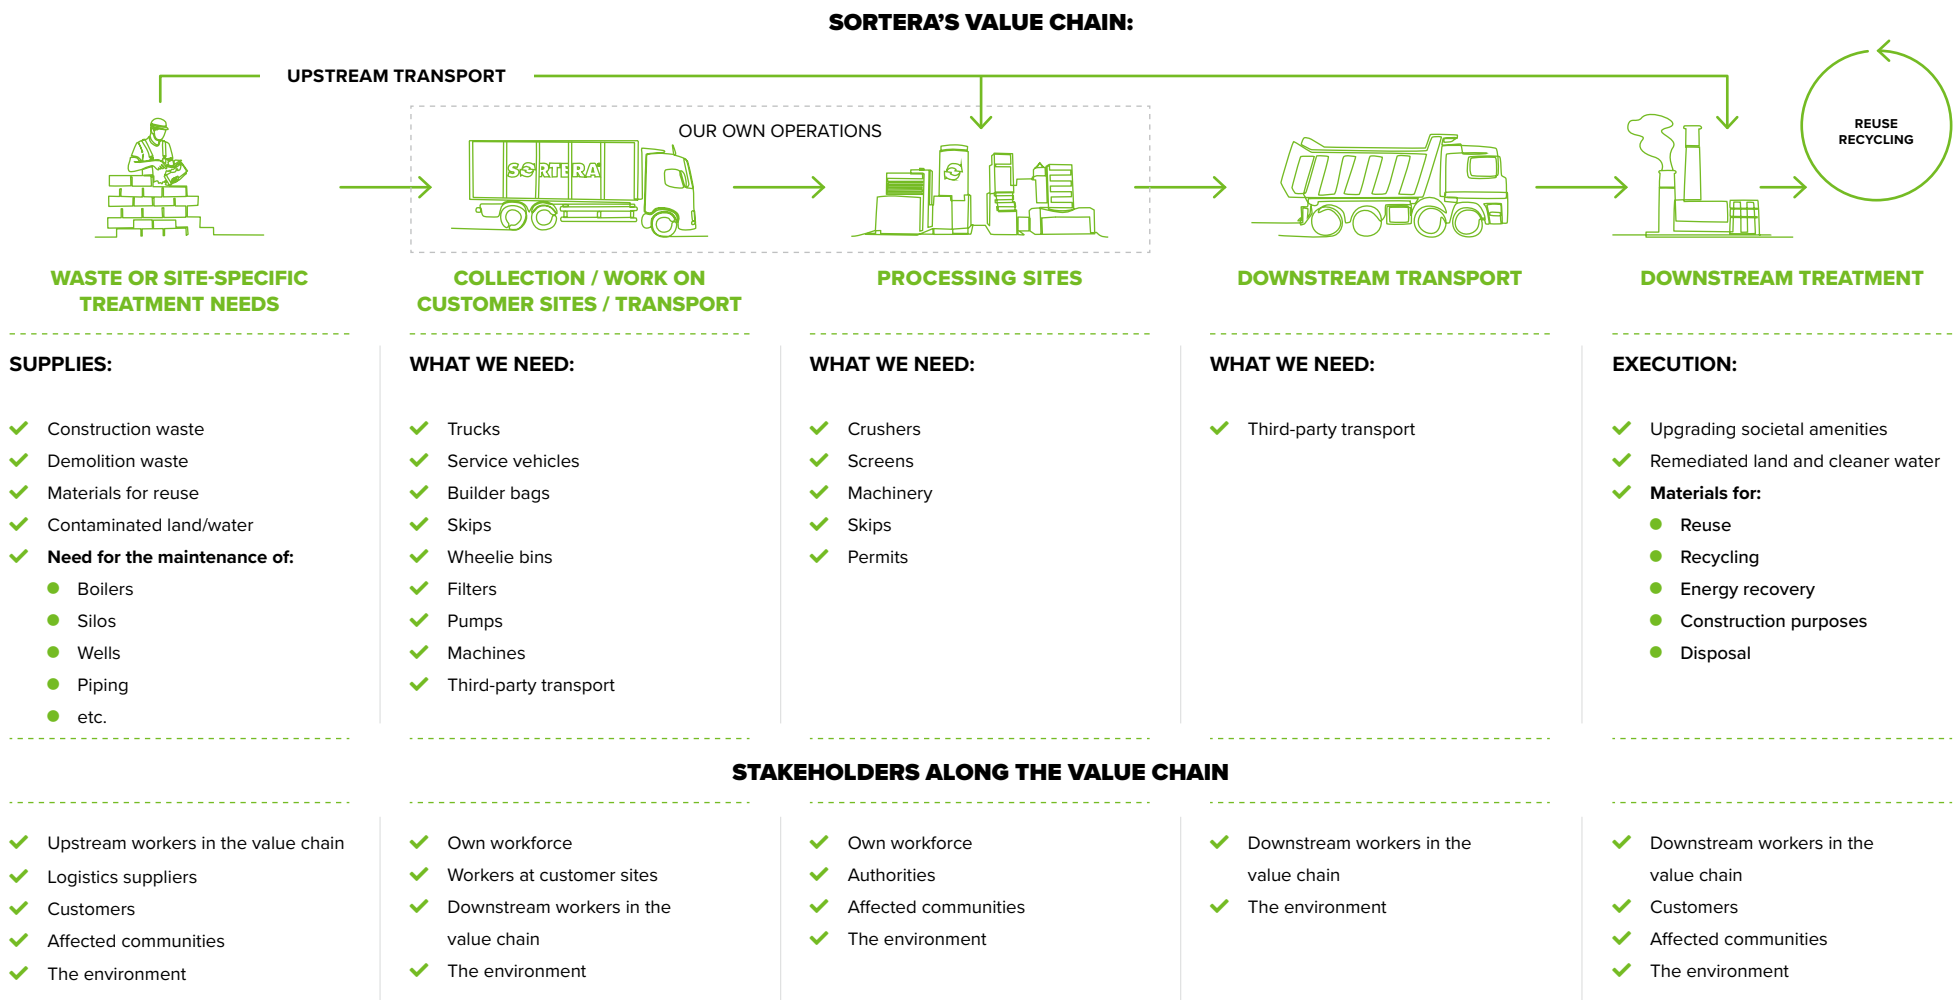 SORTERA'S VALUE CHAIN:
UPSTREAM TRANSPORT
OUR OWN OPERATIONS
SORTERA
REUSE
RECYCLING
WASTE OR SITE-SPECIFIC
TREATMENT NEEDS
COLLECTION / WORK ON
CUSTOMER SITES / TRANSPORT
PROCESSING SITES
DOWNSTREAM TRANSPORT
DOWNSTREAM TREATMENT
SUPPLIES:
Construction waste
Demolition waste
Materials for reuse
Contaminated land/water
Need for the maintenance of:
Boilers
Silos
Wells
Piping
etc.
WHAT WE NEED:
Trucks
Service vehicles
Builder bags
Skips
Wheelie bins
Filters
Pumps
Machines
Third-party transport
WHAT WE NEED:
Crushers
Screens
Machinery
Skips
Permits
WHAT WE NEED:
Third-party transport
EXECUTION:
Upgrading societal amenities
Remediated land and cleaner water
Materials for:
Reuse
Recycling
Energy recovery
Construction purposes
Disposal
STAKEHOLDERS ALONG THE VALUE CHAIN
Upstream workers in the value chain
Logistics suppliers
Customers
Affected communities
The environment
Own workforce
Workers at customer sites
Downstream workers in the
value chain
The environment
Own workforce
Authorities
Affected communities
The environment
Downstream workers in the
value chain
The environment
Downstream workers in the
value chain
Customers
Affected communities
The environment